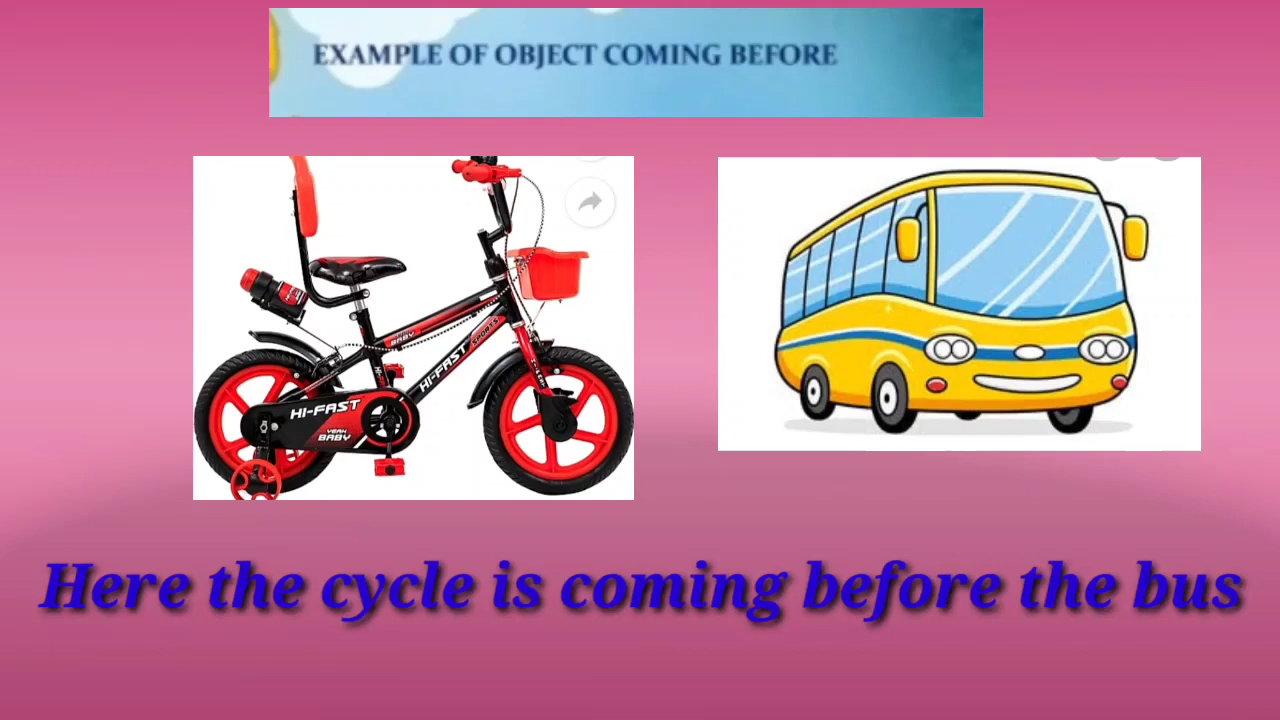 EXAMPLE OF OBJECT COMING BEFORE
BABY
HI-FAST
SPORTS
HI-FAST
YEAH
BABY
Here the cycle is coming before the bus